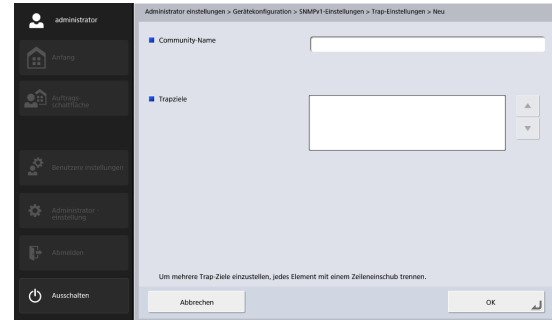 administrator
Administrator einstellungen > Gerätekonfiguration > SNMPv1-Einstellungen > Trap-Einstellungen > Neu
Anfang
Auftrags-
schaltfläche
Benutzere instellungen
Administrator-
einstellung
Abmelden
Ausschalten
Community-Name
Trapziele
Um mehrere Trap-Ziele einzustellen, jedes Element mit einem Zeileneinschub trennen.
Abbrechen
OK